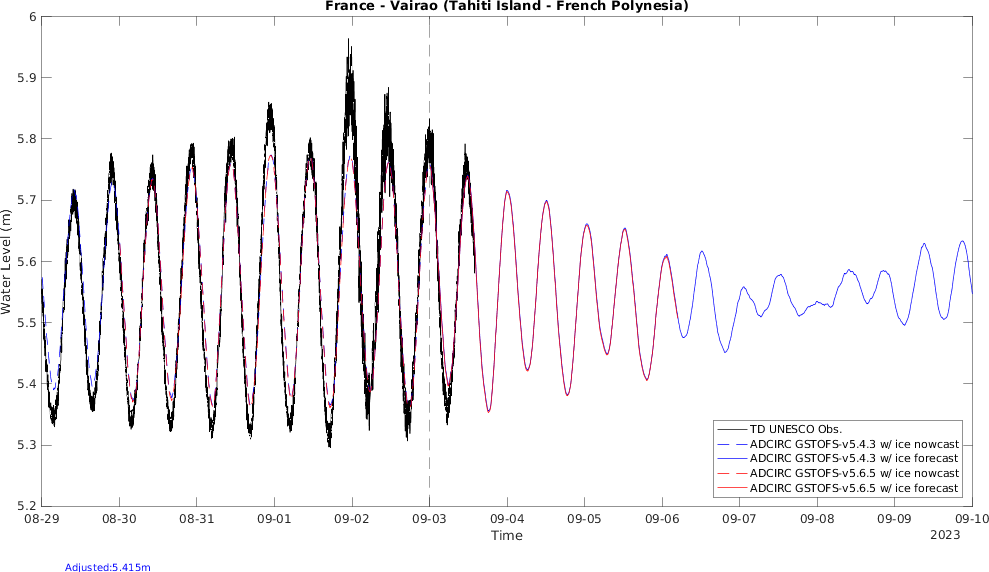 France - Vairao (Tahiti Island - French Polynesia)
6
5.9
5.8
5.7
5.6
5.5
5.4
5.3
5.2
Water Level (m)
TD UNESCO Obs.
ADCIRC GSTOFS-v5.4.3 w/ ice nowcast
ADCIRC GSTOFS-v5.4.3 w/ ice forecast
ADCIRC GSTOFS-v5.6.5 w/ ice nowcast
ADCIRC GSTOFS-v5.6.5 w/ ice forecast
08-29 08-30 08-31 09-01 09-02 09-03 09-04 09-05 09-06 09-07 09-08 09-09 09-10
Time
2023
Adjusted:5.415m